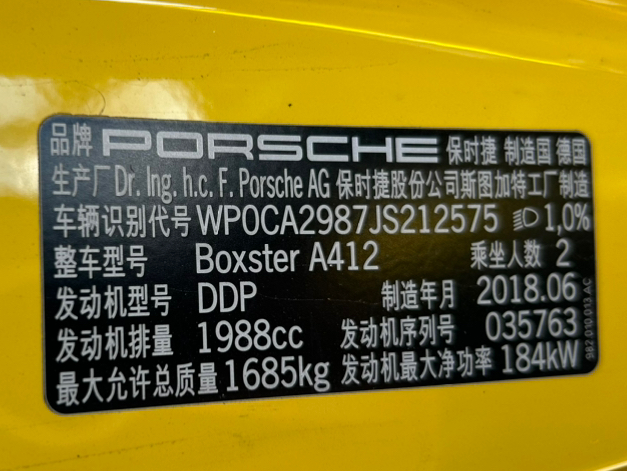 品牌 PORSCHE 保时捷 制造国 德国
生产厂 Dr. Ing. h.c. F. Porsche AG 保时捷股份公司斯图加特工厂制造
车辆识别代号 WP0CA2987JS212575 1,0%
整车型号 Boxster A412 乘坐人数 2
发动机型号 DDP 制造年月 2018.06
发动机排量 1988cc 发动机序列号 035763
最大允许总质量 1685kg 发动机最大净功率 184kW
982.010.013.AC